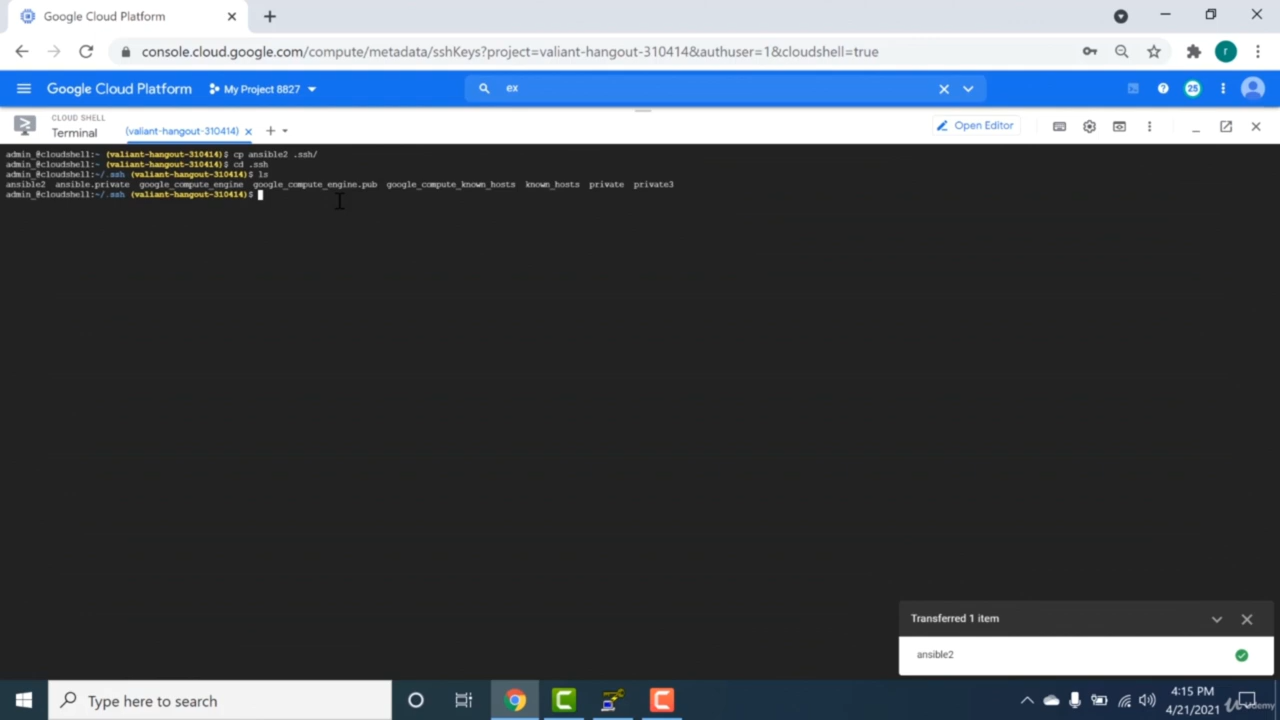 Google Cloud Platform
console.cloud.google.com/compute/metadata/sshKeys?project=valiant-hangout-310414&authuser=1&cloudshell=true
r
Google Cloud Platform My Project 8827 ex 25
CLOUD SHELL
Terminal (valiant-hangout-310414) Open Editor
admin_@cloudshell:~ (valiant-hangout-310414)$ cp ansible2 .ssh/
admin_@cloudshell:~ (valiant-hangout-310414)$ cd .ssh
admin_@cloudshell:~/.ssh (valiant-hangout-310414)$ ls
ansible2 ansible.private google_compute_engine google_compute_engine.pub google_compute_known_hosts known_hosts private private3
admin_@cloudshell:~/.ssh (valiant-hangout-310414)$
Transferred 1 item
ansible2
Type here to search
4:15 PM
4/21/2021
Udemy